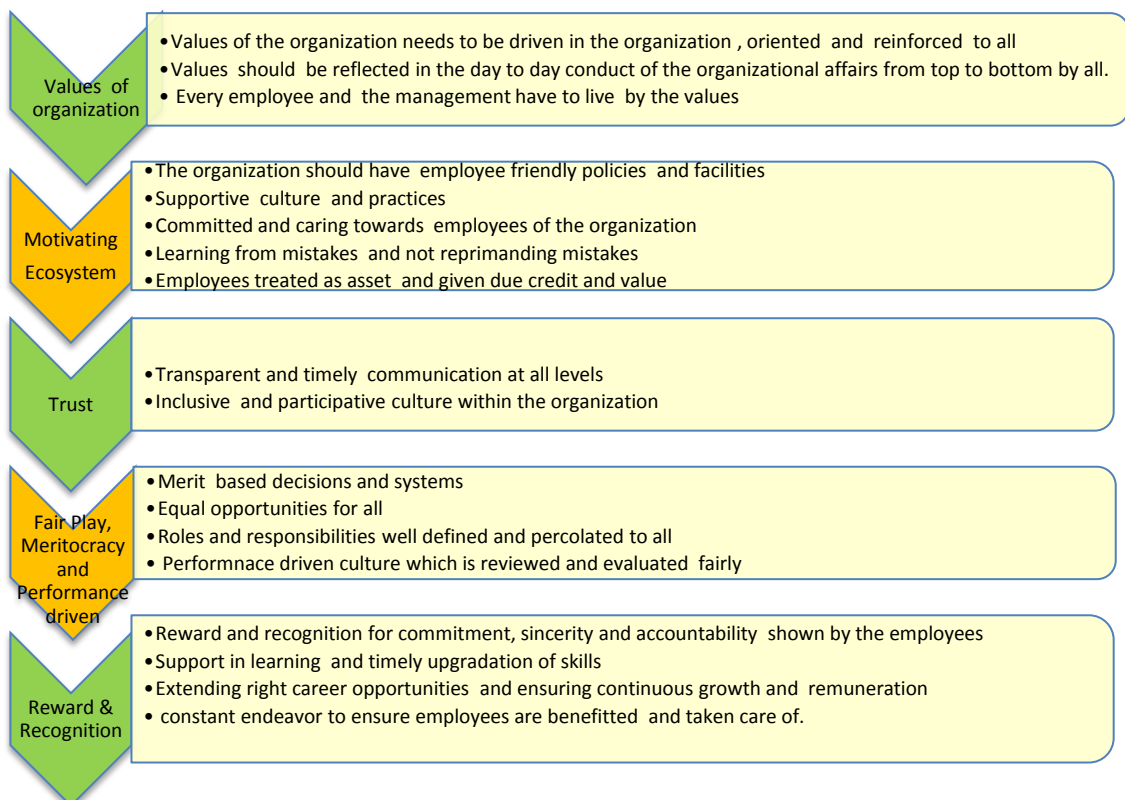 Values of
organization
•Values of the organization needs to be driven in the organization , oriented and reinforced to all
•Values should be reflected in the day to day conduct of the organizational affairs from top to bottom by all.
• Every employee and the management have to live by the values
Motivating
Ecosystem
•The organization should have employee friendly policies and facilities
•Supportive culture and practices
•Committed and caring towards employees of the organization
•Learning from mistakes and not reprimanding mistakes
•Employees treated as asset and given due credit and value
Trust
•Transparent and timely communication at all levels
•Inclusive and participative culture within the organization
Fair Play,
Meritocracy
and
Performance
driven
•Merit based decisions and systems
•Equal opportunities for all
•Roles and responsibilities well defined and percolated to all
• Performnace driven culture which is reviewed and evaluated fairly
Reward &
Recognition
•Reward and recognition for commitment, sincerity and accountability shown by the employees
•Support in learning and timely upgradation of skills
•Extending right career opportunities and ensuring continuous growth and remuneration
• constant endeavor to ensure employees are benefitted and taken care of.